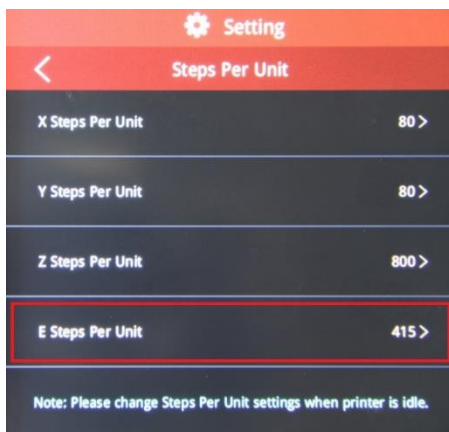 Setting
Steps Per Unit
X Steps Per Unit 80 >
Y Steps Per Unit 80 >
Z Steps Per Unit 800 >
E Steps Per Unit 415 >
Note: Please change Steps Per Unit settings when printer is idle.